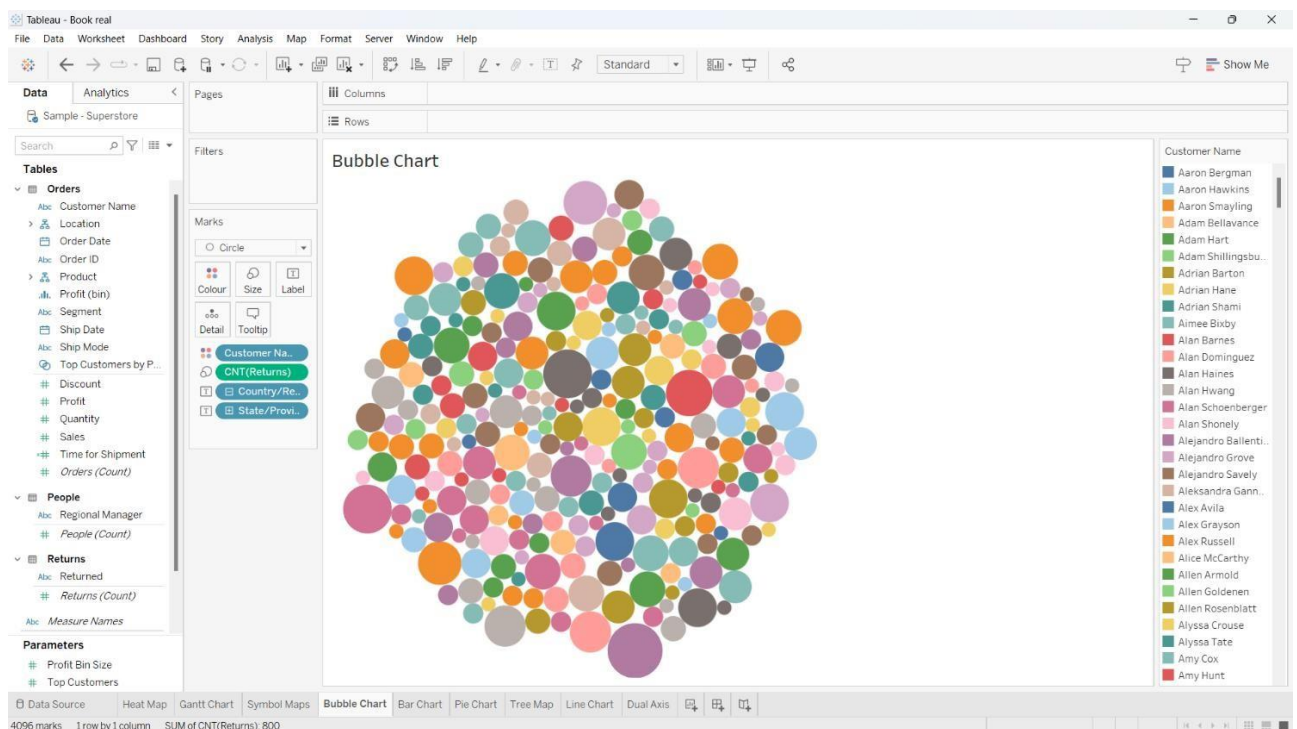 Tableau - Book real
File Data Worksheet Dashboard Story Analysis Map Format Server Window Help
Standard
Show Me
Data Analytics
Sample - Superstore
Search
Tables
Orders
Abc Customer Name
Location
Order Date
Abc Order ID
Product
Profit (bin)
Abc Segment
Ship Date
Abc Ship Mode
Top Customers by P...
# Discount
# Profit
# Quantity
# Sales
# Time for Shipment
# Orders (Count)
People
Abc Regional Manager
# People (Count)
Returns
Abc Returned
# Returns (Count)
Abc Measure Names
Parameters
# Profit Bin Size
# Top Customers
Pages
Filters
Marks
Circle
Colour Size Label
Detail Tooltip
Customer Na..
CNT(Returns)
Country/Re..
State/Provi..
Columns
Rows
Bubble Chart
Customer Name
Aaron Bergman
Aaron Hawkins
Aaron Smayling
Adam Bellavance
Adam Hart
Adam Shillingsbu..
Adrian Barton
Adrian Hane
Adrian Shami
Aimee Bixby
Alan Barnes
Alan Dominguez
Alan Haines
Alan Hwang
Alan Schoenberger
Alan Shonely
Alejandro Ballenti..
Alejandro Grove
Alejandro Savely
Aleksandra Gann..
Alex Avila
Alex Grayson
Alex Russell
Alice McCarthy
Allen Armold
Allen Goldenen
Allen Rosenblatt
Alyssa Crouse
Alyssa Tate
Amy Cox
Amy Hunt
Data Source Heat Map Gantt Chart Symbol Maps Bubble Chart Bar Chart Pie Chart Tree Map Line Chart Dual Axis
4096 marks 1 row by 1 column SUM of CNT(Returns): 800